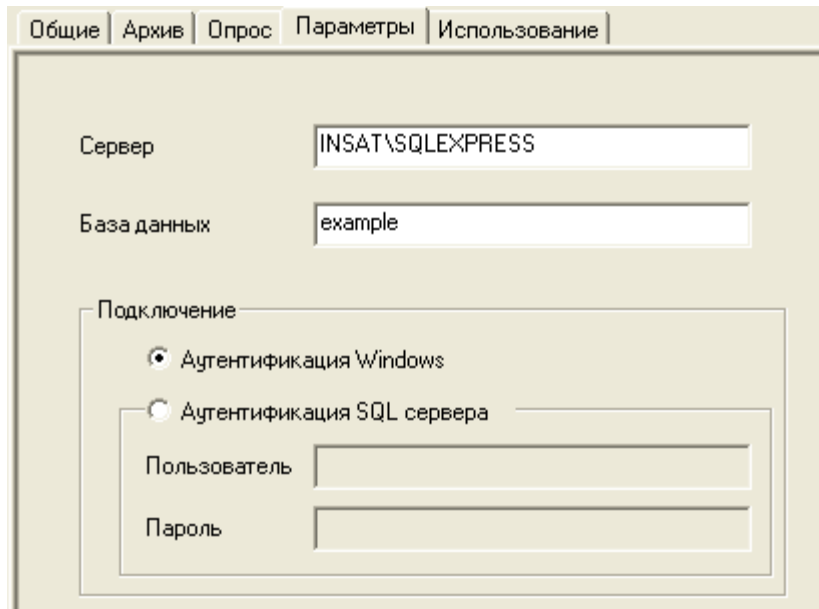 Общие Архив Опрос Параметры Использование
Сервер INSAT\SQLEXPRESS
База данных example
Подключение
Аутентификация Windows
Аутентификация SQL сервера
Пользователь
Пароль